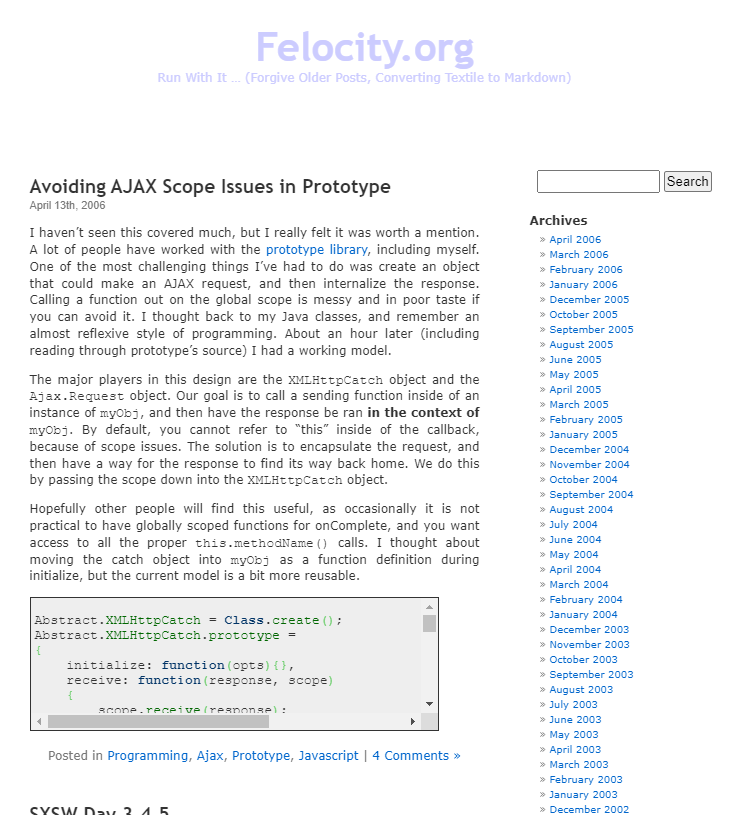 Felocity.org
Run With It ... (Forgive Older Posts, Converting Textile to Markdown)
Avoiding AJAX Scope Issues in Prototype
April 13th, 2006
I haven’t seen this covered much, but I really felt it was worth a mention.
A lot of people have worked with the prototype library, including myself.
One of the most challenging things I’ve had to do was create an object
that could make an AJAX request, and then internalize the response.
Calling a function out on the global scope is messy and in poor taste if
you can avoid it. I thought back to my Java classes, and remember an
almost reflexive style of programming. About an hour later (including
reading through prototype’s source) I had a working model.
The major players in this design are the XMLHttpCatch object and the
Ajax.Request object. Our goal is to call a sending function inside of an
instance of myObj, and then have the response be ran in the context of
myObj. By default, you cannot refer to “this” inside of the callback,
because of scope issues. The solution is to encapsulate the request, and
then have a way for the response to find its way back home. We do this
by passing the scope down into the XMLHttpCatch object.
Hopefully other people will find this useful, as occasionally it is not
practical to have globally scoped functions for onComplete, and you want
access to all the proper this.methodName() calls. I thought about
moving the catch object into myObj as a function definition during
initialize, but the current model is a bit more reusable.
Abstract.XMLHttpCatch = Class.create();
Abstract.XMLHttpCatch.prototype =
{
initialize: function(opts){},
receive: function(response, scope)
{
scope.receive(response);
Posted in Programming, Ajax, Prototype, Javascript | 4 Comments »
SXSW Day 3,4,5
Search
Archives
» April 2006
» March 2006
» February 2006
» January 2006
» December 2005
» October 2005
» September 2005
» August 2005
» June 2005
» May 2005
» April 2005
» March 2005
» February 2005
» January 2005
» December 2004
» November 2004
» October 2004
» September 2004
» August 2004
» July 2004
» June 2004
» May 2004
» April 2004
» March 2004
» February 2004
» January 2004
» December 2003
» November 2003
» October 2003
» September 2003
» August 2003
» July 2003
» June 2003
» May 2003
» April 2003
» March 2003
» February 2003
» January 2003
» December 2002